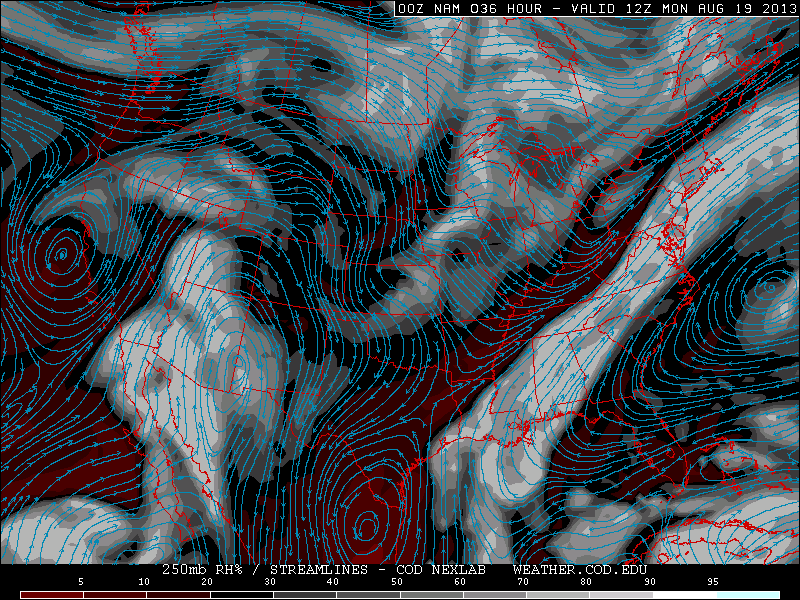 00Z NAM 036 HOUR - VALID 12Z MON AUG 19 2013
250mb RH% / STREAMLINES - COD NEXLAB WEATHER.COD.EDU
5 10 20 30 40 50 60 70 80 90 95